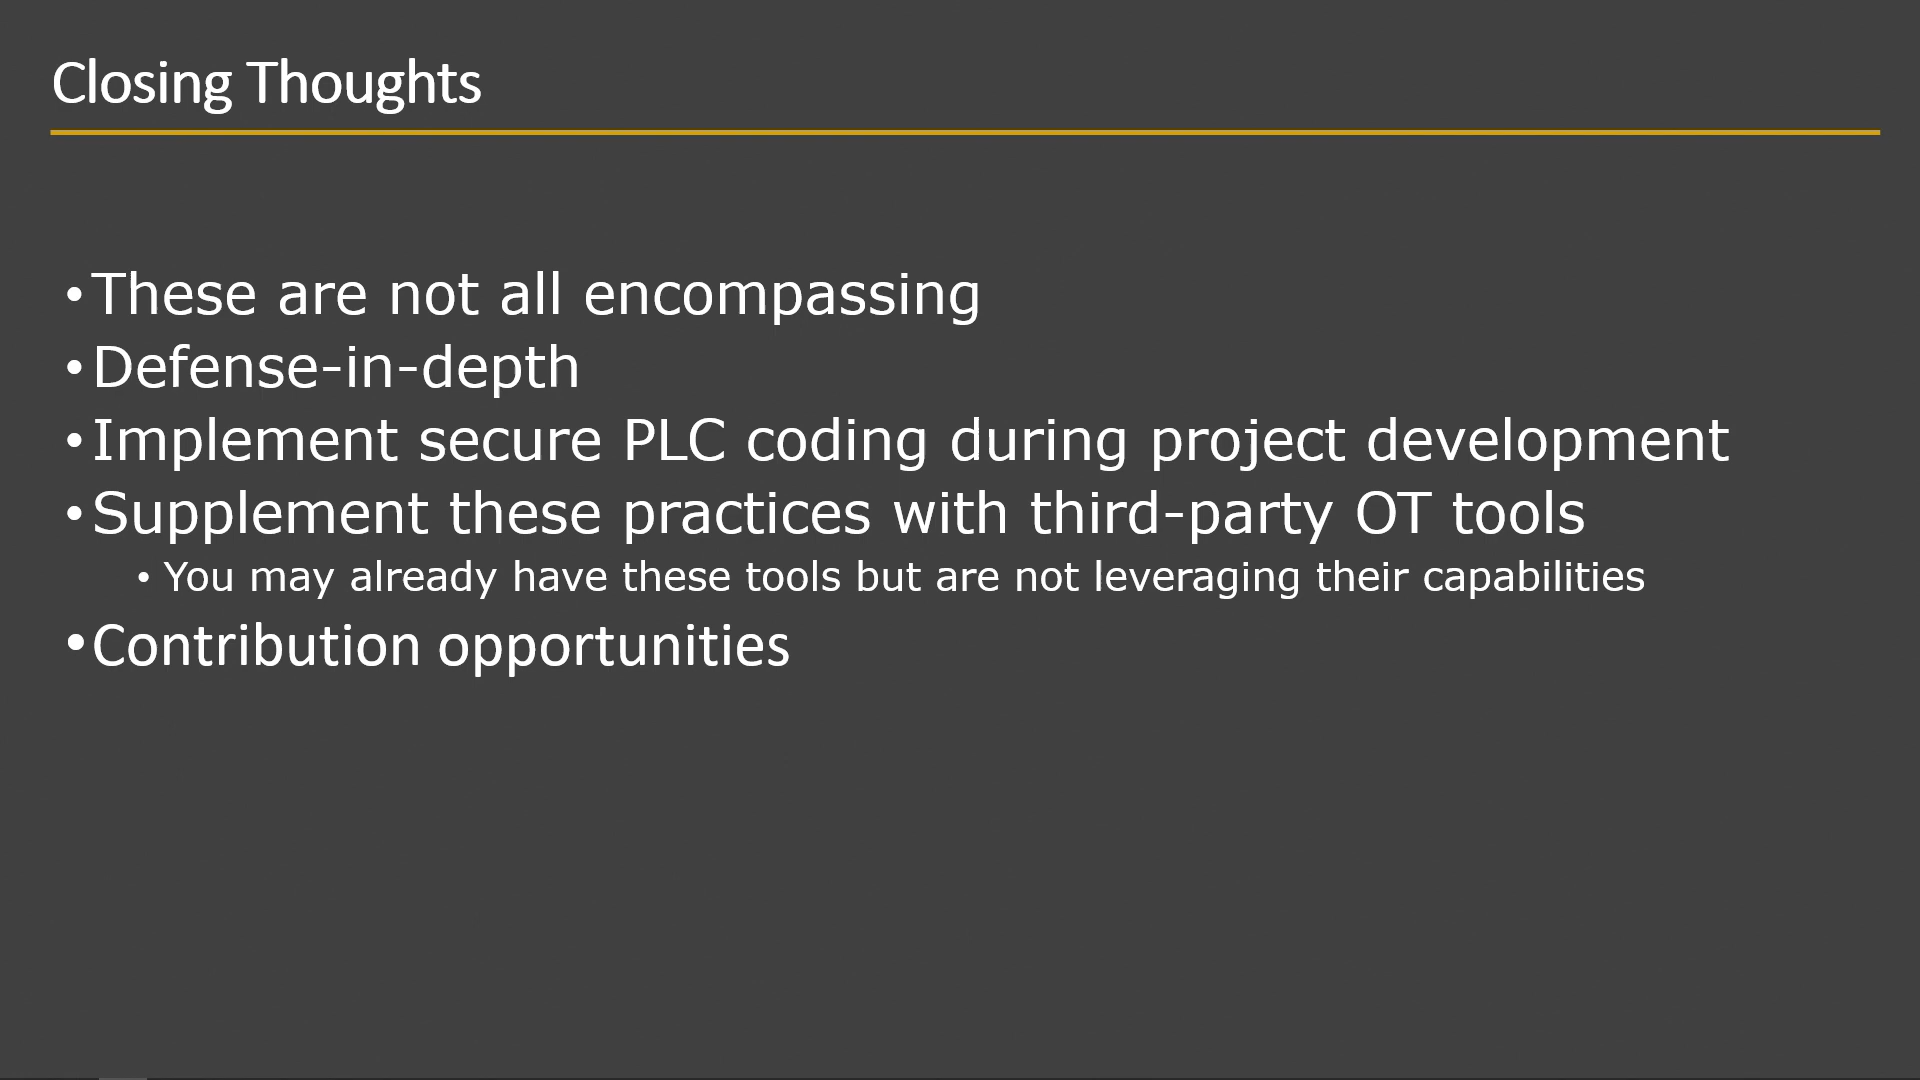 Closing Thoughts
• These are not all encompassing
• Defense-in-depth
• Implement secure PLC coding during project development
• Supplement these practices with third-party OT tools
• You may already have these tools but are not leveraging their capabilities
• Contribution opportunities